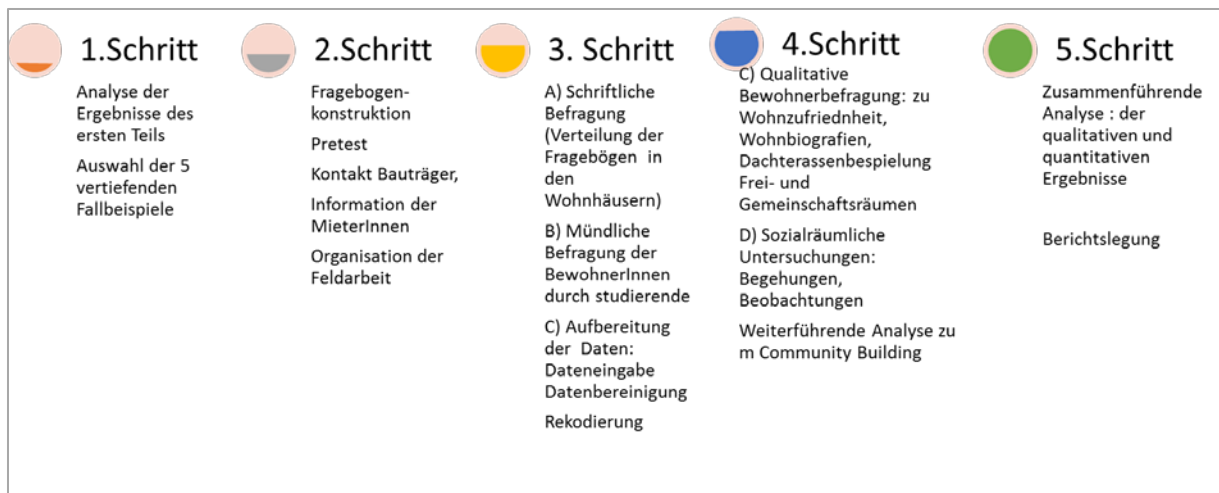 1.Schritt
Analyse der
Ergebnisse des
ersten Teils
Auswahl der 5
vertiefenden
Fallbeispiele
2.Schritt
Fragebogen-
konstruktion
Pretest
Kontakt Bauträger,
Information der
MieterInnen
Organisation der
Feldarbeit
3. Schritt
A) Schriftliche
Befragung
(Verteilung der
Fragebögen in
den
Wohnhäusern)
B) Mündliche
Befragung der
BewohnerInnen
durch studierende
C) Aufbereitung
der Daten:
Dateneingabe
Datenbereinigung
Rekodierung
4.Schritt
C) Qualitative
Bewohnerbefragung: zu
Wohnzufriednheit,
Wohnbiografien,
Dachterassenbespielung
Frei- und
Gemeinschaftsräumen
D) Sozialräumliche
Untersuchungen:
Begehungen,
Beobachtungen
Weiterführende Analyse zu
m Community Building
5.Schritt
Zusammenführende
Analyse : der
qualitativen und
quantitativen
Ergebnisse
Berichtslegung